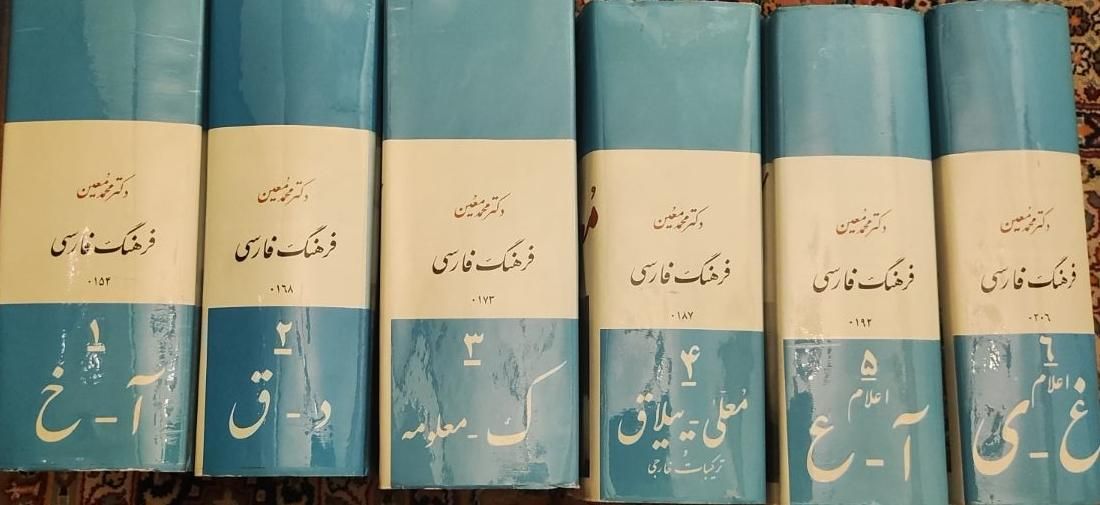 دکتر محمد معین
فرهنگ فارسی
۰۱۵۴
۱
آ - خ
دکتر محمد معین
فرهنگ فارسی
۰۱۶۸
۲
د - ق
دکتر محمد معین
فرهنگ فارسی
۰۱۷۳
۳
ک - معلومه
دکتر محمد معین
فرهنگ فارسی
۰۱۸۷
۴
معلی - ییلاق
ترکیبات خارجی
دکتر محمد معین
فرهنگ فارسی
۰۱۹۲
۵
اعلام
آ - ع
دکتر محمد معین
فرهنگ فارسی
۰۲۰۶
۶
اعلام
غ - ی